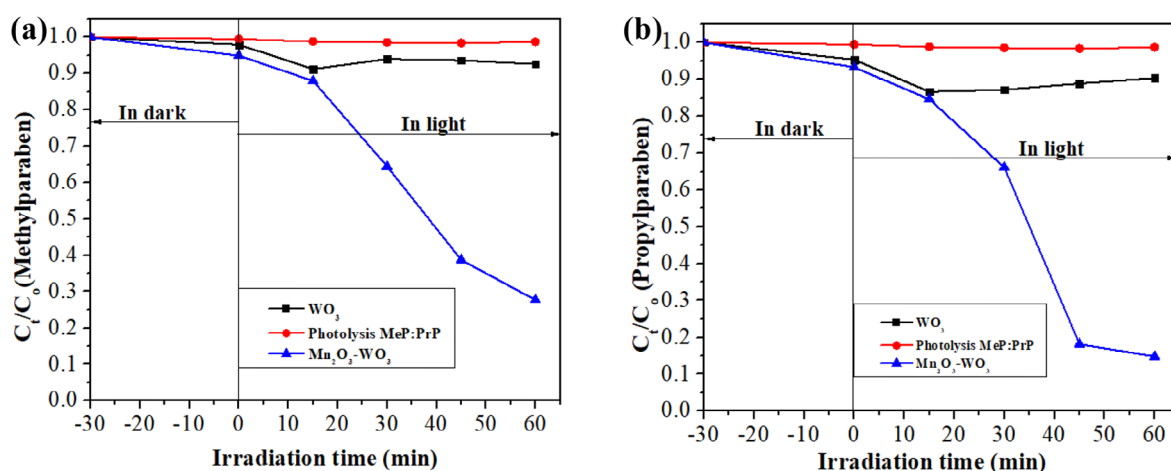 (a)
C_t/C_o (Methylparaben)
1.0
0.9
0.8
0.7
0.6
0.5
0.4
0.3
0.2
0.1
0.0
In dark
In light
WO₃
Photolysis MeP:PrP
Mn₂O₃-WO₃
-30 -20 -10 0 10 20 30 40 50 60
Irradiation time (min)
(b)
C_t/C_o (Propylparaben)
1.0
0.9
0.8
0.7
0.6
0.5
0.4
0.3
0.2
0.1
0.0
In dark
In light
WO₃
Photolysis MeP:PrP
Mn₂O₃-WO₃
-30 -20 -10 0 10 20 30 40 50 60
Irradiation time (min)